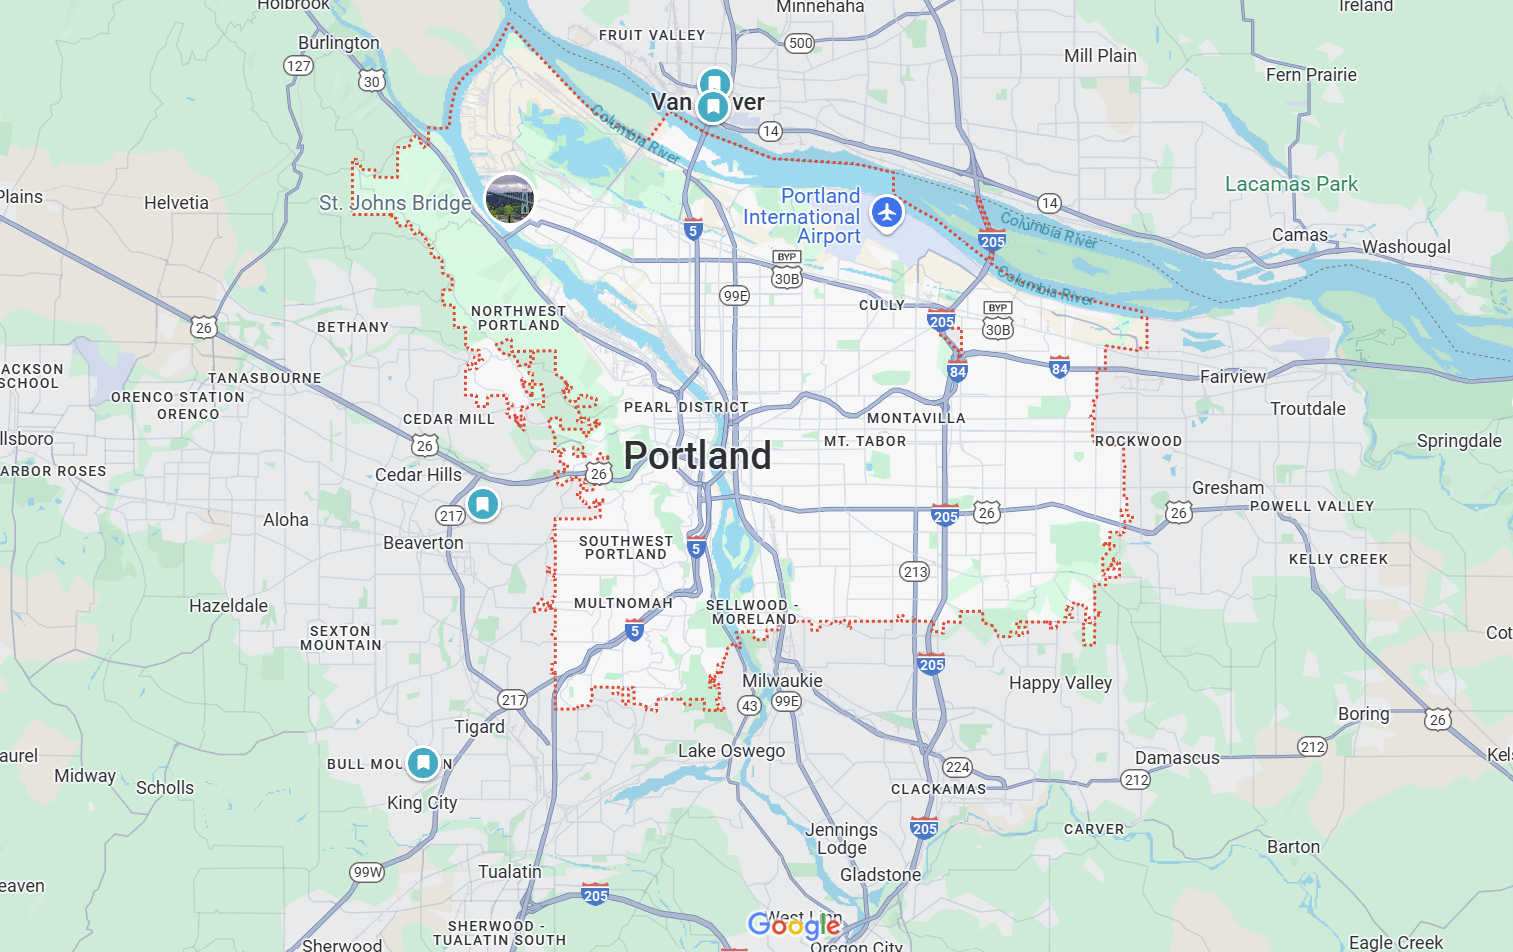 Holbrook
Minnehaha
Ireland
Burlington
FRUIT VALLEY
500
Mill Plain
127
30
Fern Prairie
Van
ver
14
Columbia River
Plains
Helvetia
St. Johns Bridge
Portland
International
Airport
Lacamas Park
14
5
205
Columbia River
Camas
Washougal
BYP
30B
99E
Columbia River
CULLY
BYP
30B
205
NORTHWEST
PORTLAND
BETHANY
26
ACKSON
SCHOOL
TANASBOURNE
84
84
Fairview
ORENCO STATION
ORENCO
PEARL DISTRICT
MONTAVILLA
Troutdale
CEDAR MILL
MT. TABOR
ROCKWOOD
Springdale
llsboro
26
Portland
ARBOR ROSES
Cedar Hills
26
Gresham
217
205
26
26
POWELL VALLEY
Aloha
Beaverton
SOUTHWEST
PORTLAND
5
KELLY CREEK
213
Hazeldale
MULTNOMAH
SELLWOOD -
MORELAND
SEXTON
MOUNTAIN
5
Cot
205
Milwaukie
Happy Valley
217
43
99E
Boring
26
Tigard
Lake Oswego
212
aurel
BULL MOU
N
Damascus
Kels
Midway
Scholls
224
212
King City
CLACKAMAS
Jennings
Lodge
205
CARVER
Barton
99W
Tualatin
Gladstone
eaven
205
West Linn
Google
SHERWOOD -
TUALATIN SOUTH
Sherwood
Oregon City
Eagle Creek